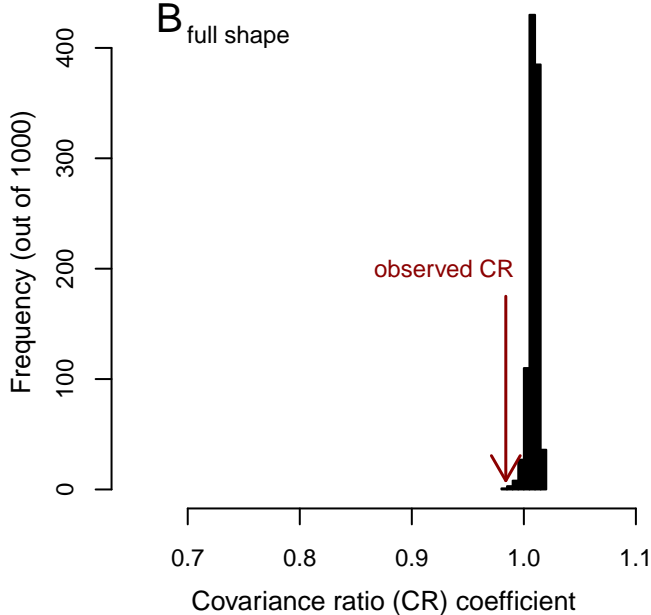 B full shape
400
300
200
100
0
Frequency (out of 1000)
observed CR
0.7 0.8 0.9 1.0 1.1
Covariance ratio (CR) coefficient